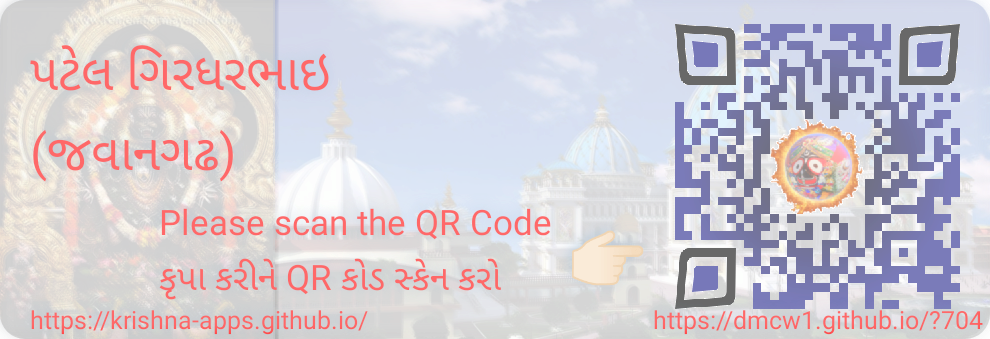 પટેલ ગિરધરભાઇ
(જવાનગઢ)
Please scan the QR Code
કૃપા કરીને QR કોડ સ્કેન કરો
https://krishna-apps.github.io/
https://dmcw1.github.io/?704